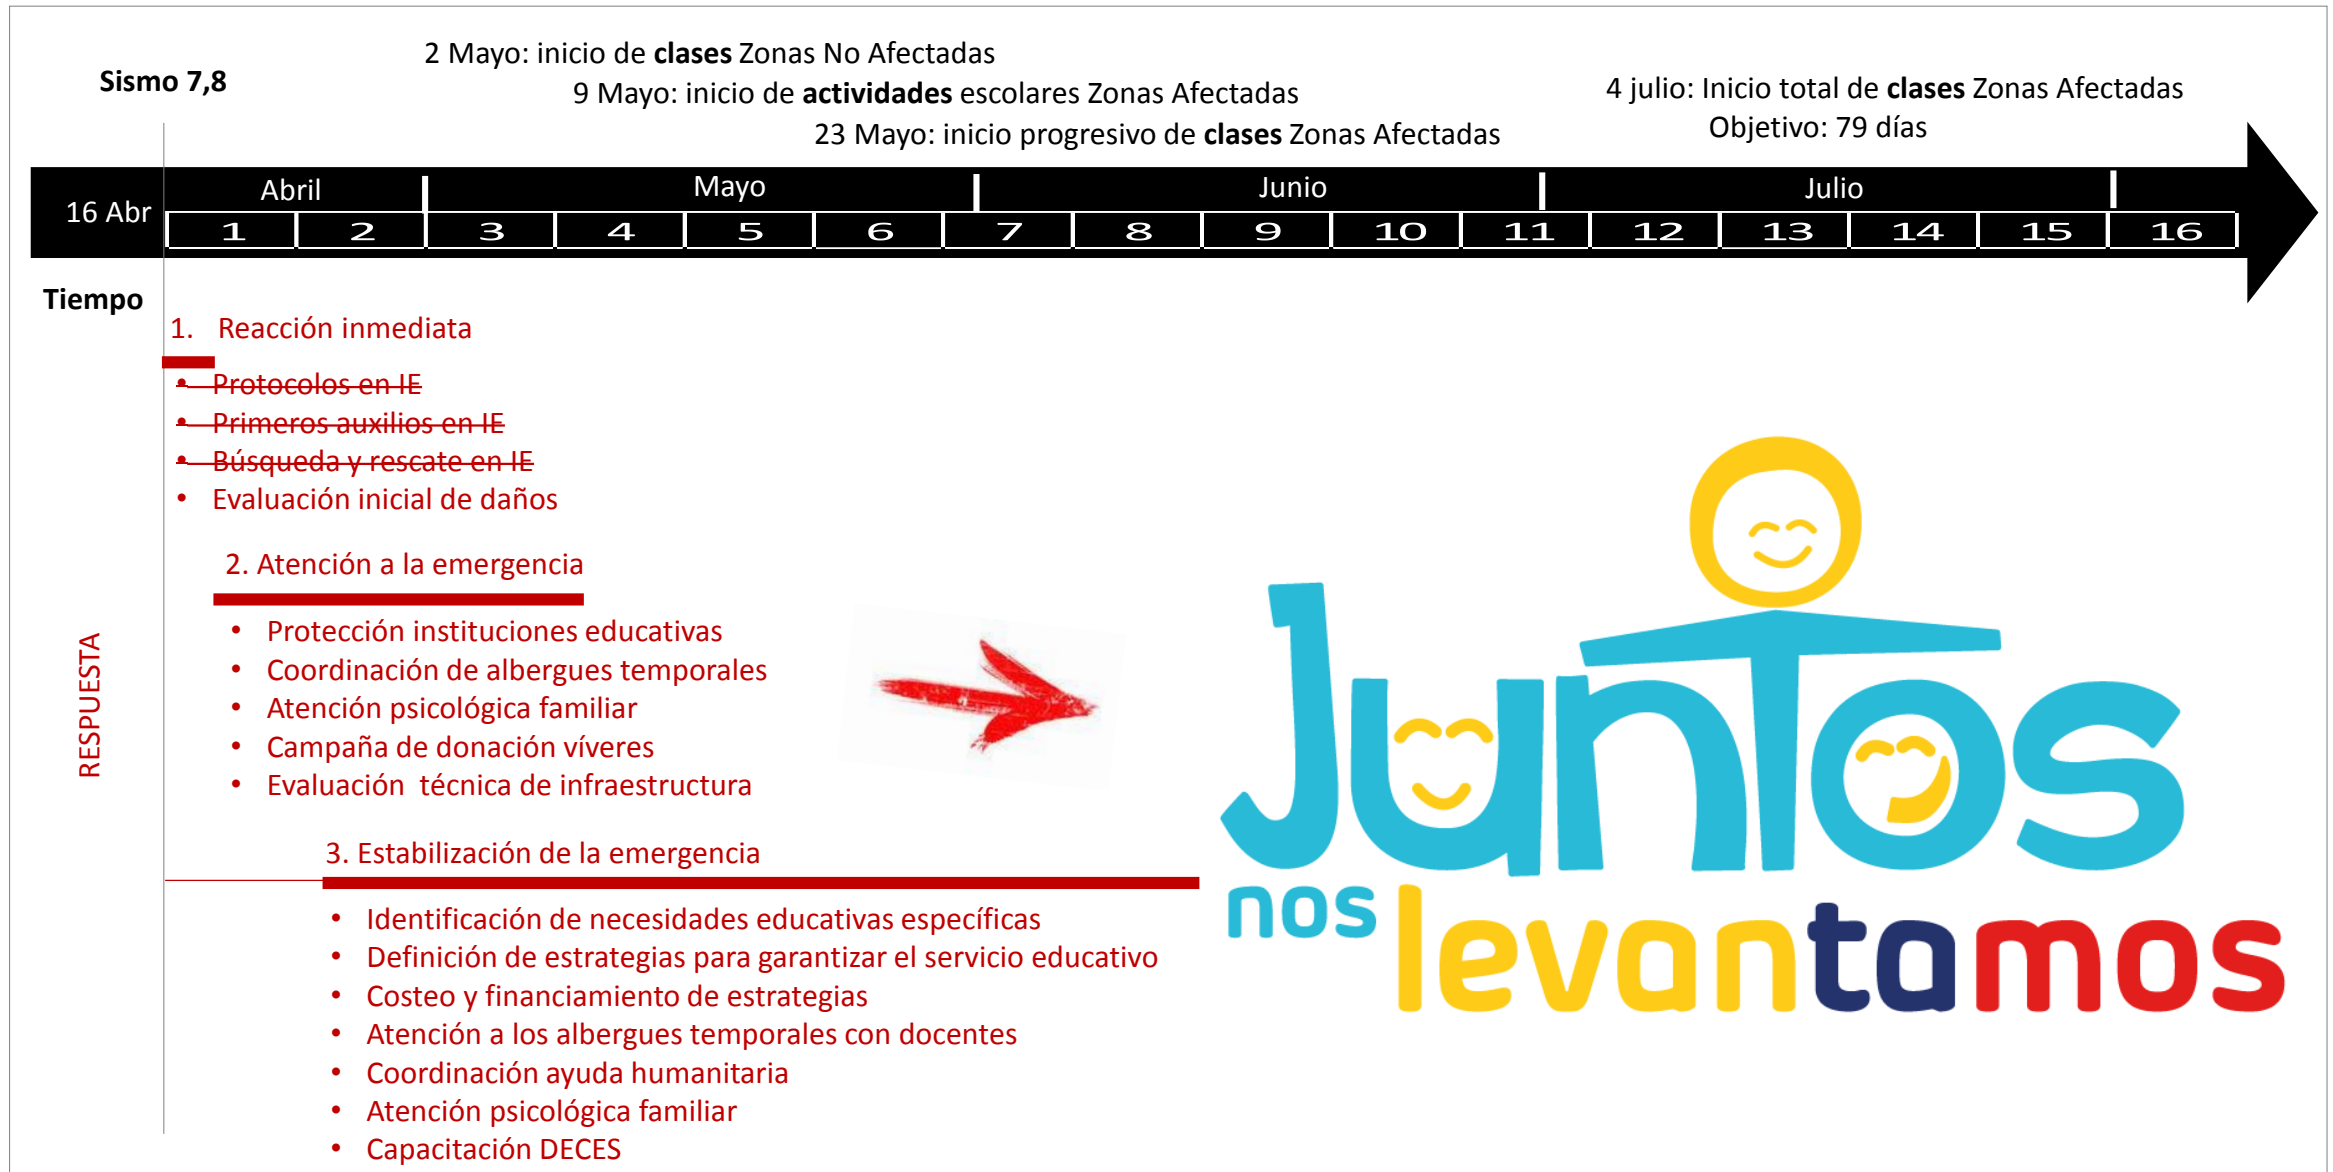 Sismo 7,8
2 Mayo: inicio de clases Zonas No Afectadas
9 Mayo: inicio de actividades escolares Zonas Afectadas
23 Mayo: inicio progresivo de clases Zonas Afectadas
4 julio: Inicio total de clases Zonas Afectadas
Objetivo: 79 días
16 Abr
Abril Mayo Junio Julio
1 2 3 4 5 6 7 8 9 10 11 12 13 14 15 16
Tiempo
RESPUESTA
1. Reacción inmediata
• Protocolos en IE
• Primeros auxilios en IE
• Búsqueda y rescate en IE
• Evaluación inicial de daños
2. Atención a la emergencia
• Protección instituciones educativas
• Coordinación de albergues temporales
• Atención psicológica familiar
• Campaña de donación víveres
• Evaluación técnica de infraestructura
3. Estabilización de la emergencia
• Identificación de necesidades educativas específicas
• Definición de estrategias para garantizar el servicio educativo
• Costeo y financiamiento de estrategias
• Atención a los albergues temporales con docentes
• Coordinación ayuda humanitaria
• Atención psicológica familiar
• Capacitación DECES
JunTos
nos levantamos